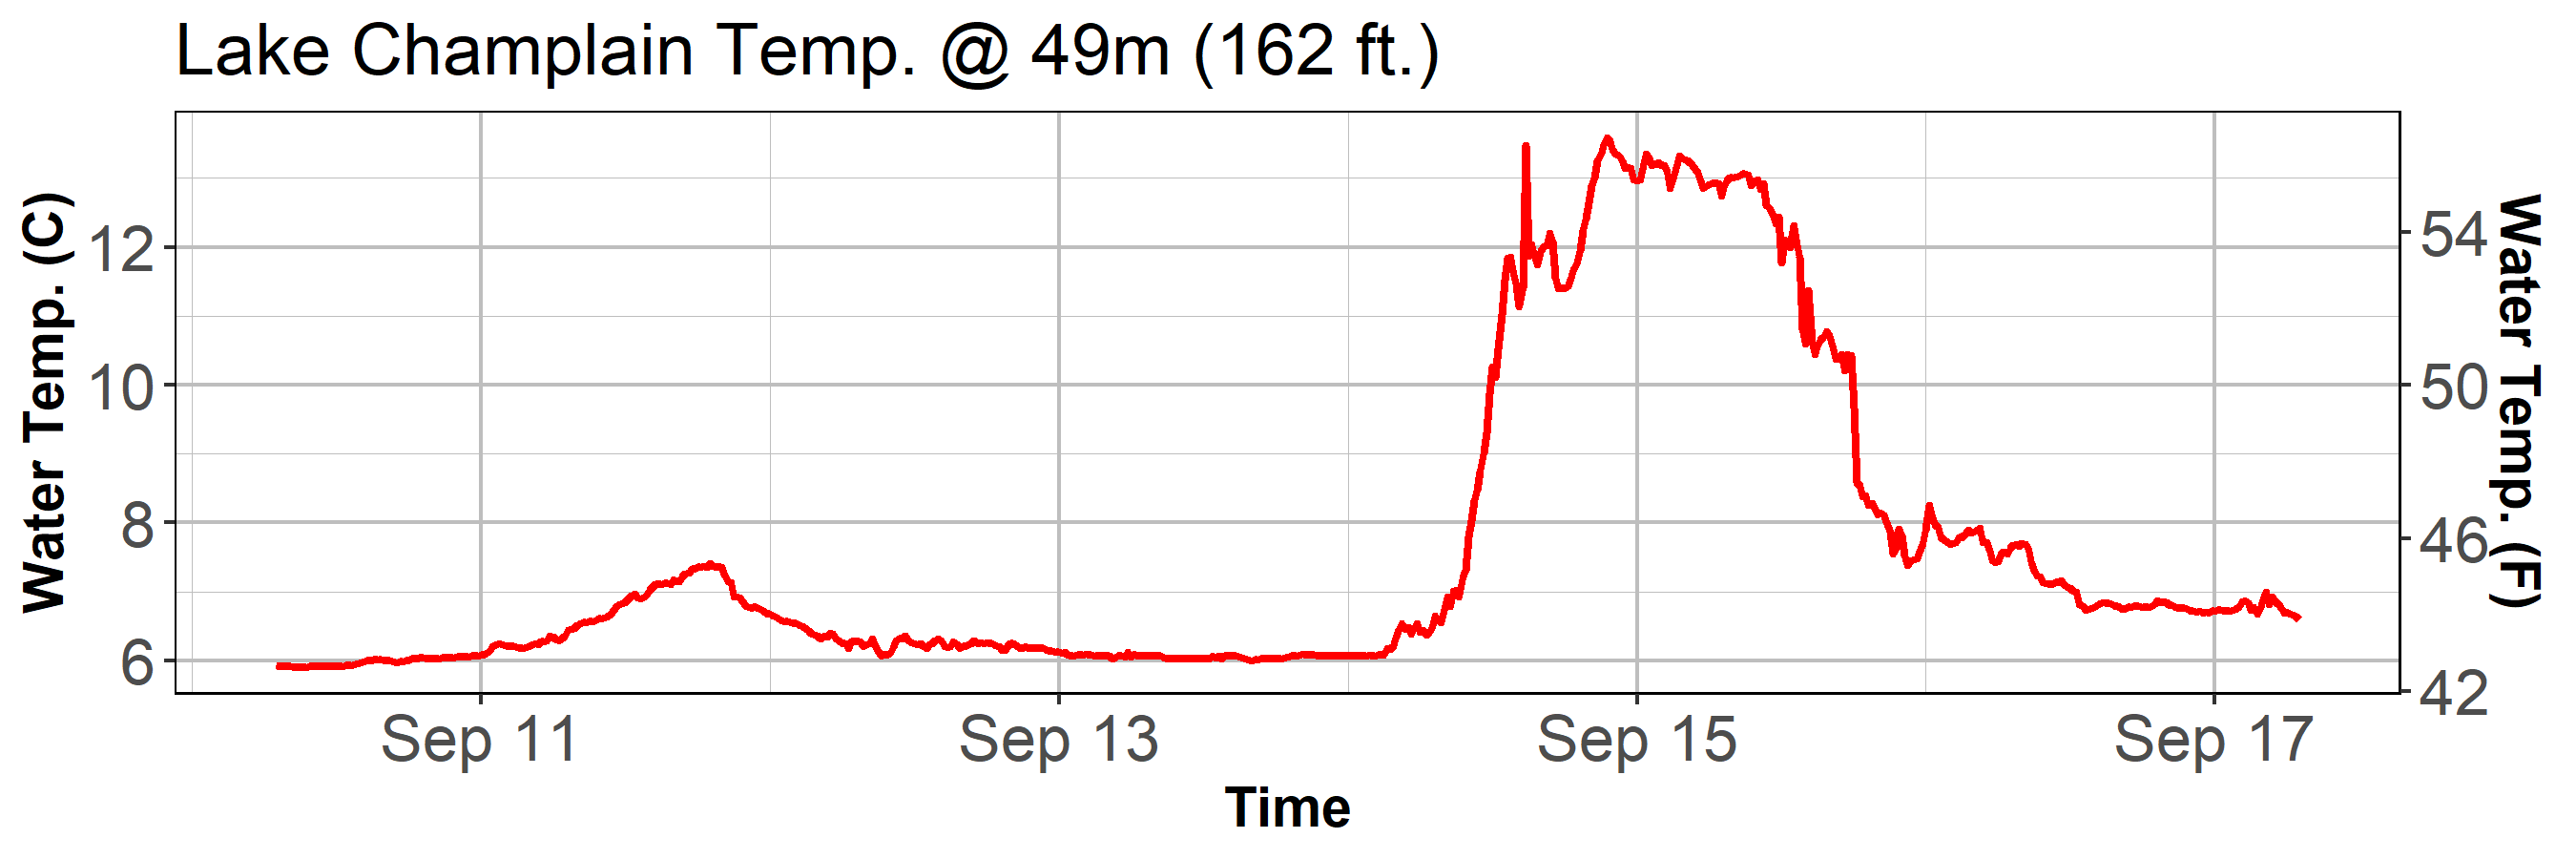 Lake Champlain Temp. @ 49m (162 ft.)
Water Temp. (C)
12
10
8
6
54
50
46
42
Water Temp. (F)
Sep 11
Sep 13
Sep 15
Sep 17
Time